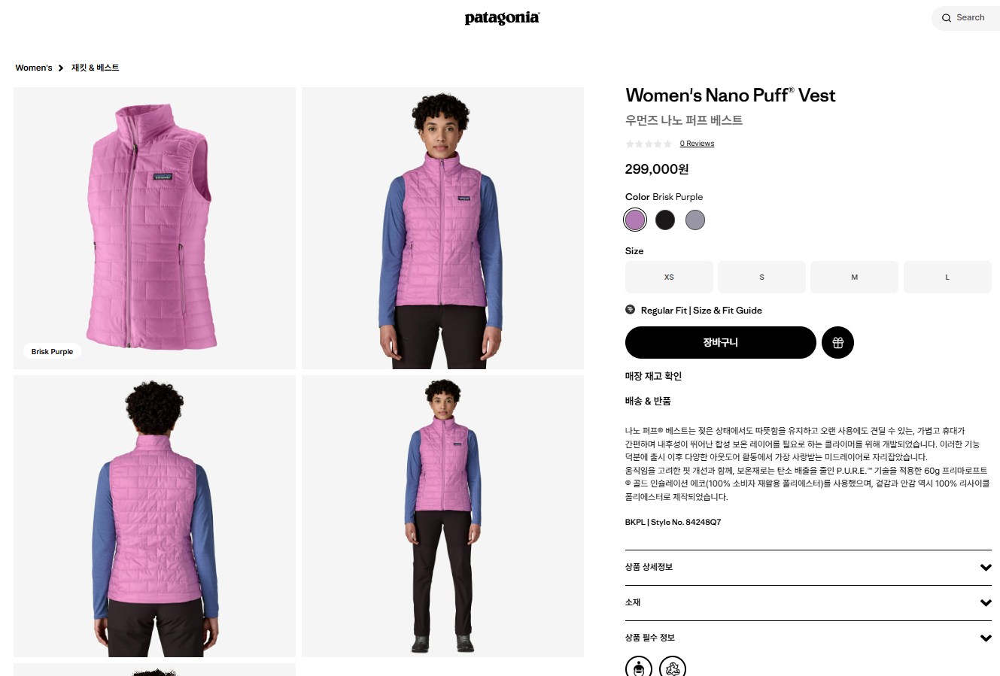 patagonia®
Search
Women's > 재킷 & 베스트
Brisk Purple
Women's Nano Puff® Vest
우먼즈 나노 퍼프 베스트
0 Reviews
299,000원
Color Brisk Purple
Size
XS S M L
Regular Fit | Size & Fit Guide
장바구니
매장 재고 확인
배송 & 반품
나노 퍼프® 베스트는 젖은 상태에서도 따뜻함을 유지하고 오랜 사용에도 견딜 수 있는, 가볍고 휴대가
간편하며 내후성이 뛰어난 합성 보온 레이어를 필요로 하는 클라이머를 위해 개발되었습니다. 이러한 기능
덕분에 출시 이후 다양한 아웃도어 활동에서 가장 사랑받는 미드레이어로 자리잡았습니다.
움직임을 고려한 핏 개선과 함께, 보온재로는 탄소 배출을 줄인 P.U.R.E.™ 기술을 적용한 60g 프리마로프트
® 골드 인슐레이션 에코(100% 소비자 재활용 폴리에스터)를 사용했으며, 겉감과 안감 역시 100% 리사이클
폴리에스터로 제작되었습니다.
BKPL | Style No. 84248Q7
상품 상세정보
소재
상품 필수 정보